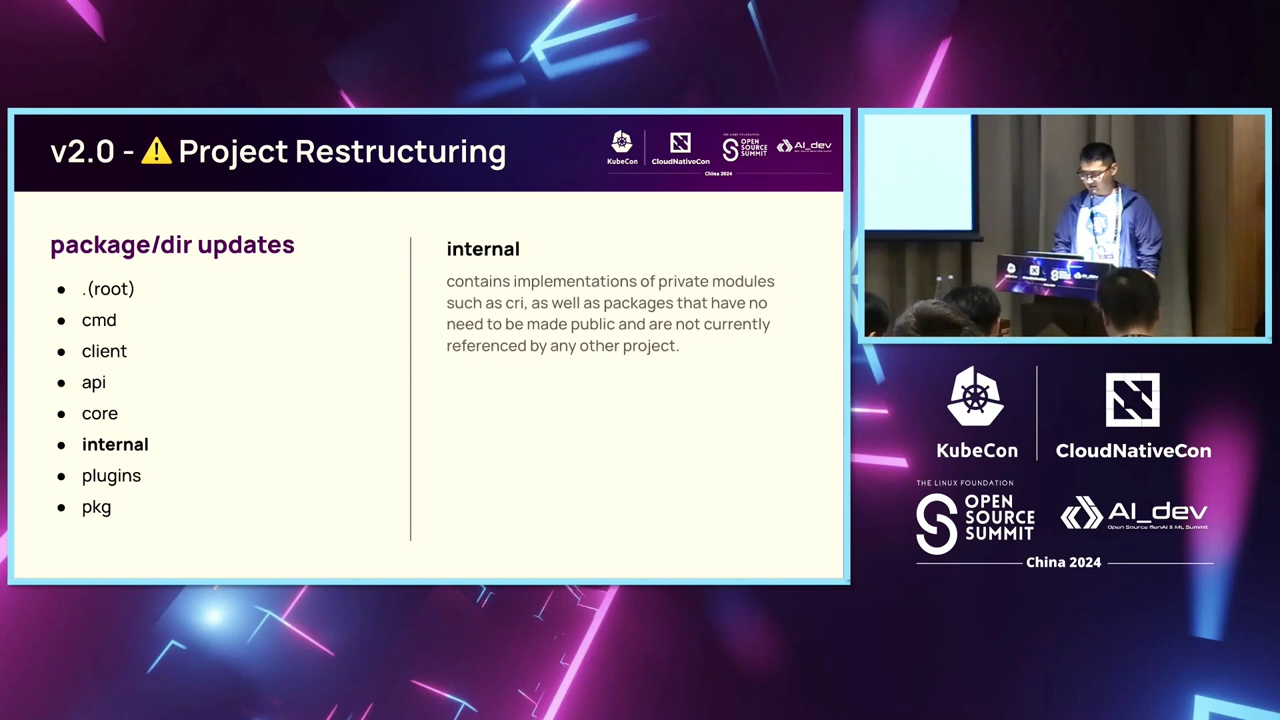 v2.0 - ⚠ Project Restructuring
KubeCon
CloudNativeCon
THE LINUX FOUNDATION
OPEN
SOURCE
SUMMIT
AI_dev
China 2024
package/dir updates
.(root)
cmd
client
api
core
internal
plugins
pkg
internal
contains implementations of private modules
such as cri, as well as packages that have no
need to be made public and are not currently
referenced by any other project.
KubeCon
CloudNativeCon
THE LINUX FOUNDATION
OPEN
SOURCE
SUMMIT
AI_dev
Open Source GenAI & ML Summit
China 2024